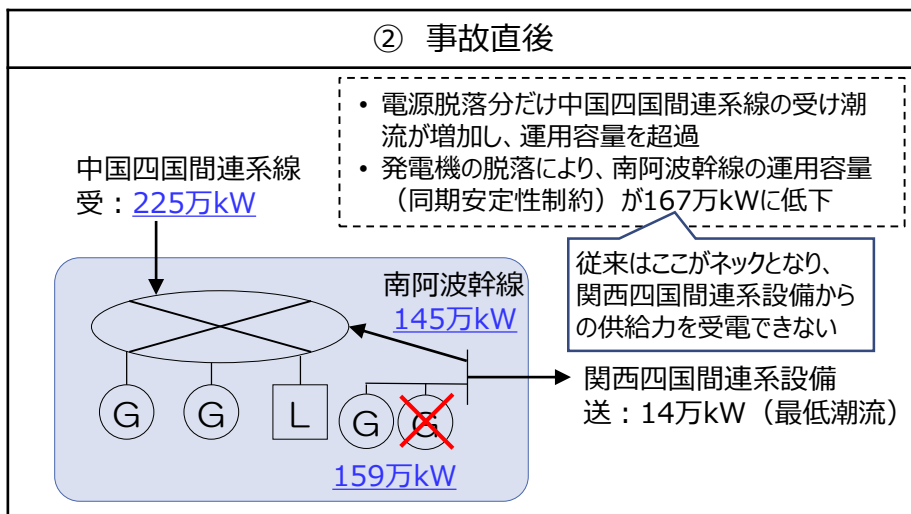 ② 事故直後
• 電源脱落分だけ中国四国間連系線の受け潮
流が増加し、運用容量を超過
• 発電機の脱落により、南阿波幹線の運用容量
（同期安定性制約）が167万kWに低下
中国四国間連系線
受：225万kW
従来はここがネックとなり、
関西四国間連系設備から
の供給力を受電できない
南阿波幹線
145万kW
関西四国間連系設備
送：14万kW（最低潮流）
G
G
L
G
G
159万kW